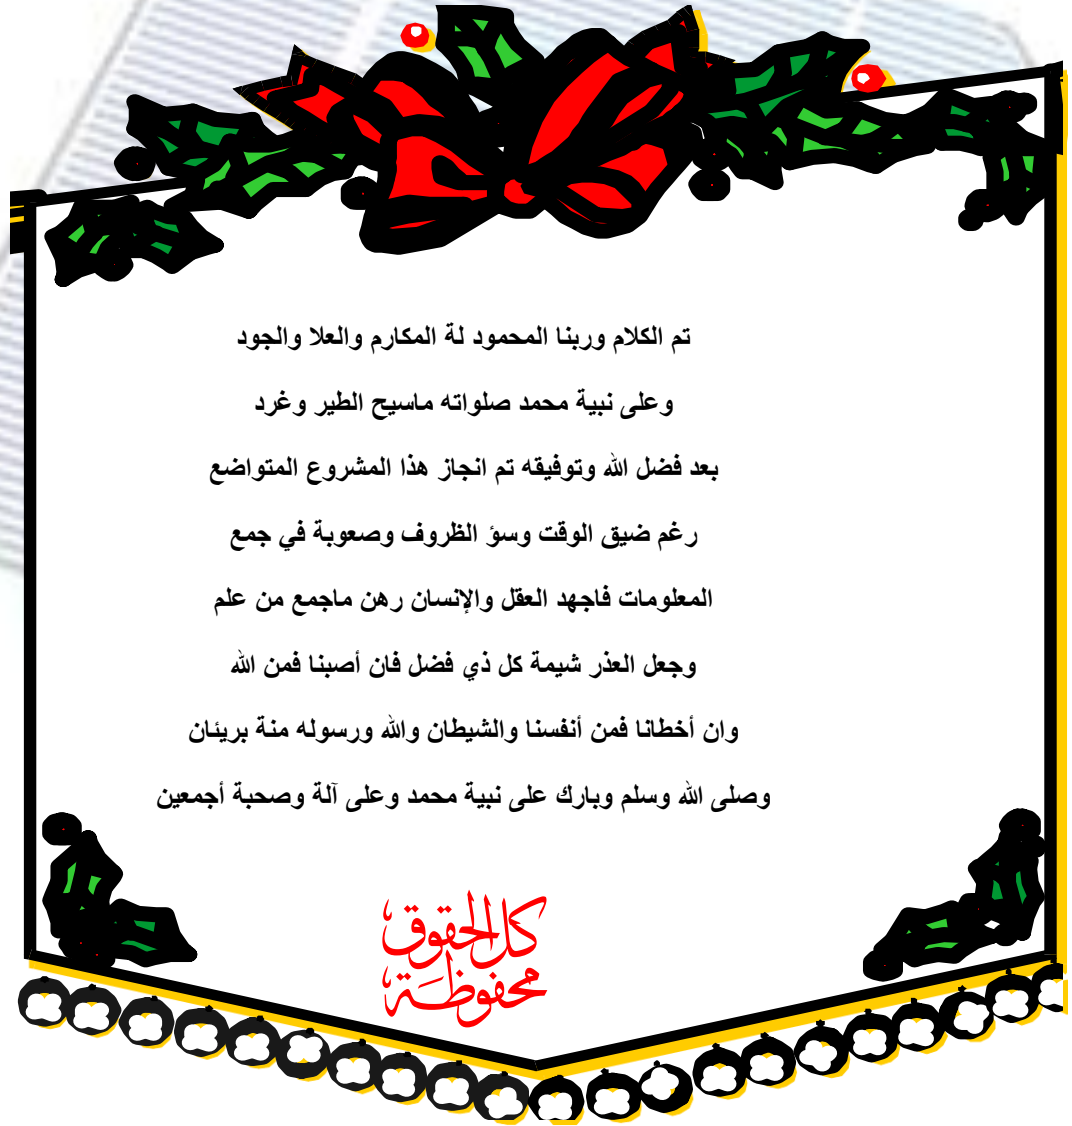 تم الكلام وربنا المحمود لة المكارم والعلا والجود
وعلى نبية محمد صلواته ماسيح الطير وغرد
بعد فضل الله وتوفيقه تم انجاز هذا المشروع المتواضع
رغم ضيق الوقت وسؤ الظروف وصعوبة في جمع
المعلومات فاجهد العقل والإنسان رهن ماجمع من علم
وجعل العذر شيمة كل ذي فضل فان أصبنا فمن الله
وان أخطانا فمن أنفسنا والشيطان والله ورسوله منة بريئان
وصلى الله وسلم وبارك على نبية محمد وعلى آلة وصحبة أجمعين
كل الحقوق
محفوظة